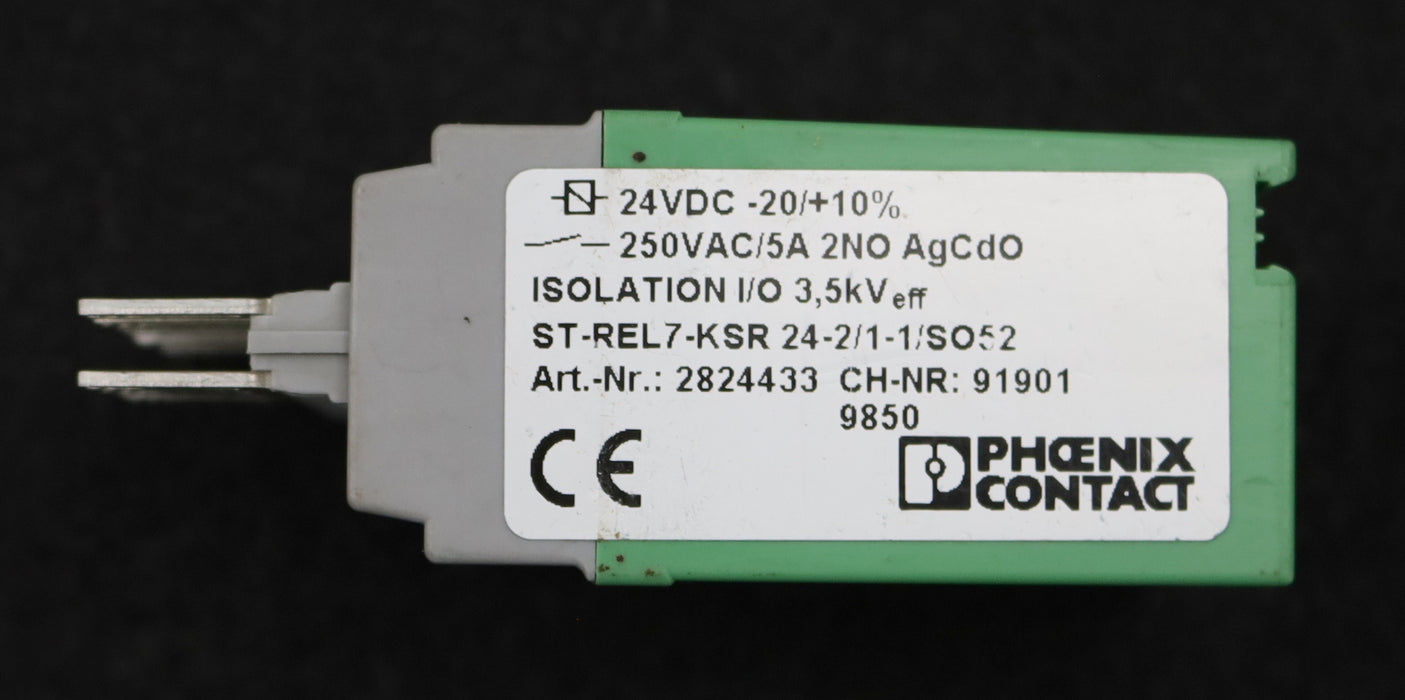 24VDC -20/+10%
250VAC/5A 2NO AgCdO
ISOLATION I/O 3,5kVeff
ST-REL7-KSR 24-2/1-1/SO52
Art.-Nr.: 2824433 CH-NR: 91901
9850
CE
PHŒNIX
CONTACT